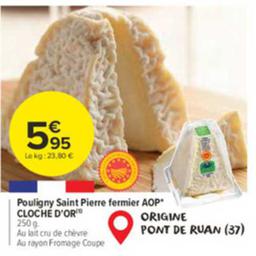 5€95
Le kg: 23,80 €
Pouligny Saint Pierre fermier AOP*
CLOCHE D'OR
250 g.
Au lait cru de chèvre
Au rayon Fromage Coupe
ORIGINE
PONT DE RUAN (37)